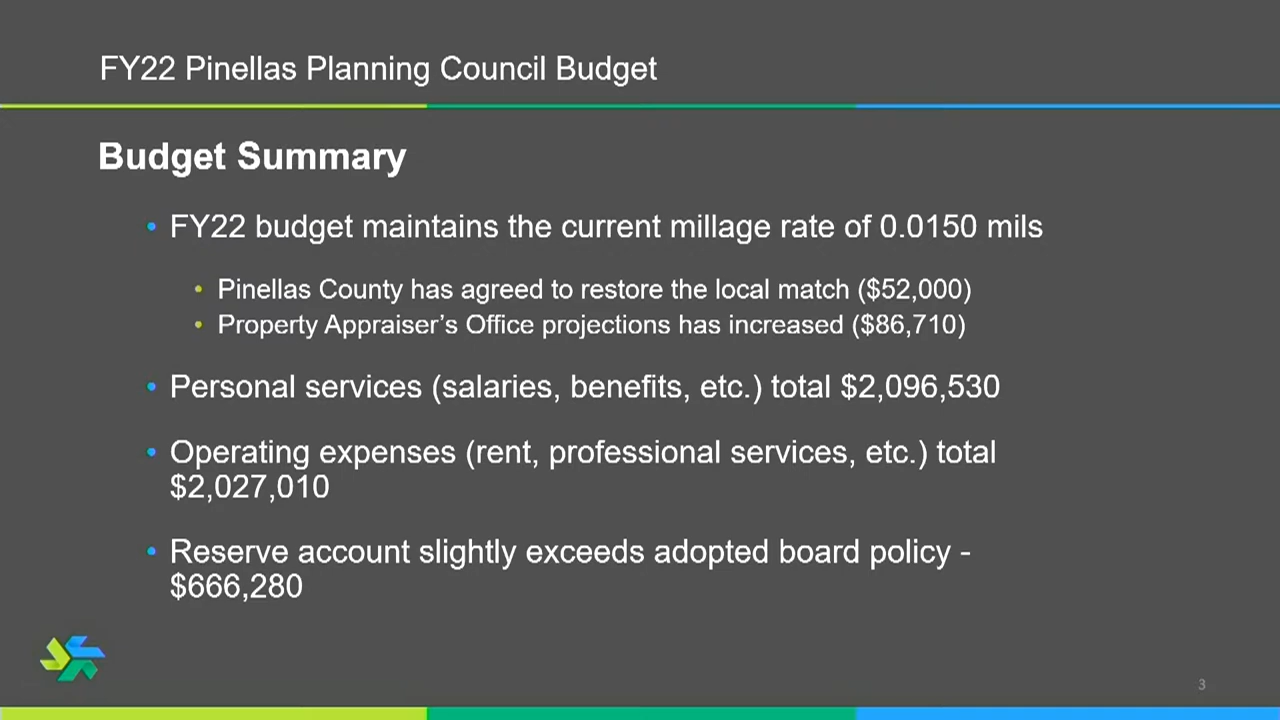 FY22 Pinellas Planning Council Budget
Budget Summary
• FY22 budget maintains the current millage rate of 0.0150 mils
• Pinellas County has agreed to restore the local match ($52,000)
• Property Appraiser’s Office projections has increased ($86,710)
• Personal services (salaries, benefits, etc.) total $2,096,530
• Operating expenses (rent, professional services, etc.) total
$2,027,010
• Reserve account slightly exceeds adopted board policy -
$666,280
3